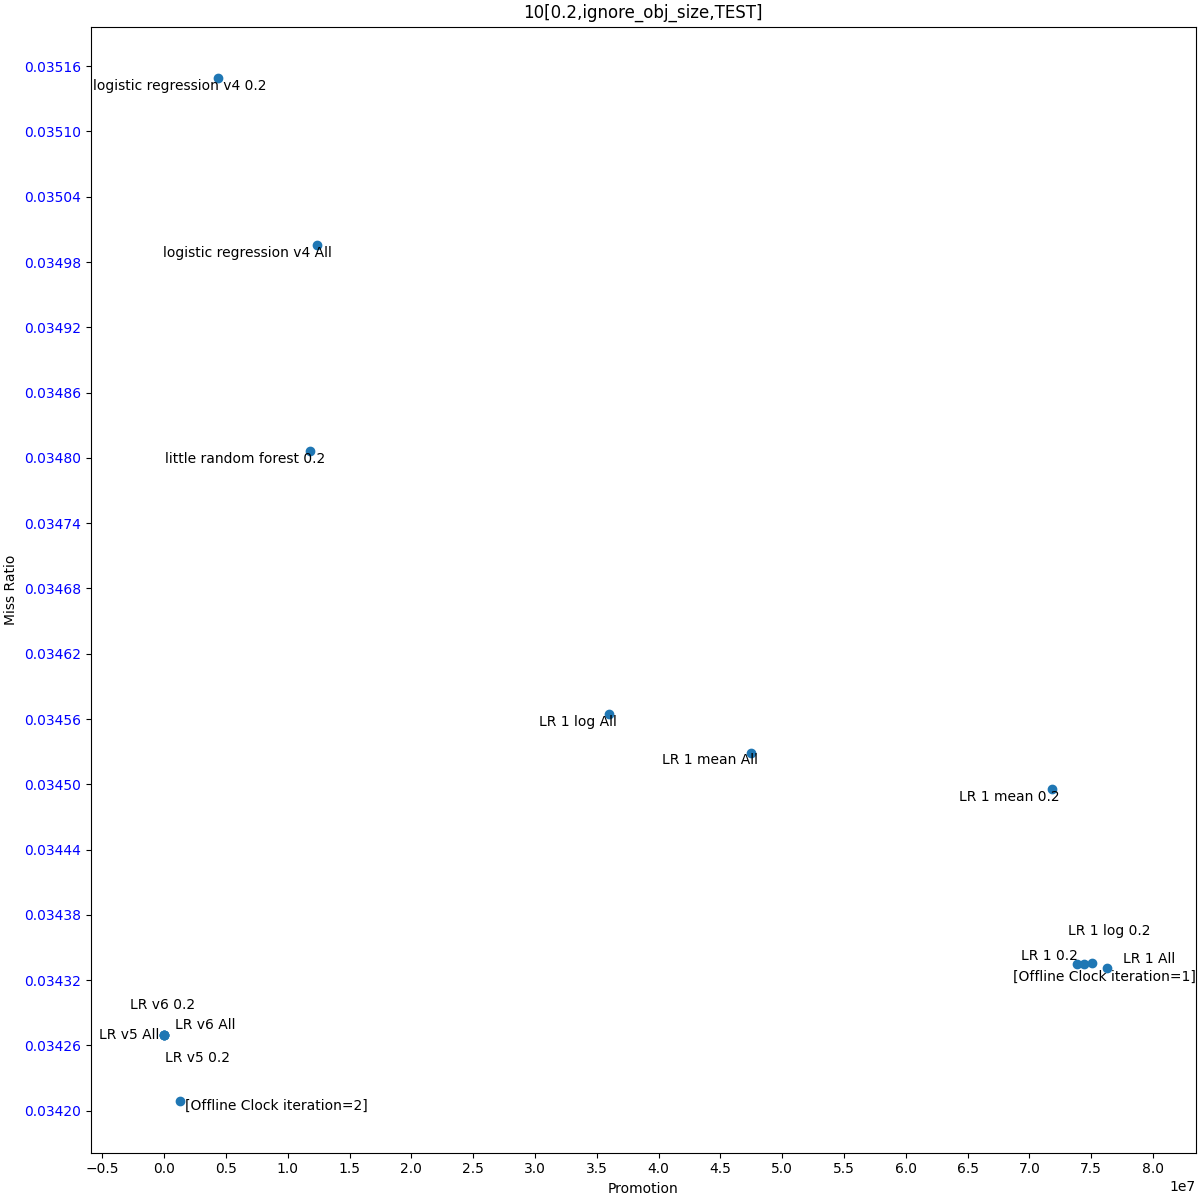 10[0.2,ignore_obj_size,TEST]
0.03516
logistic regression v4 0.2
0.03510
0.03504
logistic regression v4 All
0.03498
0.03492
0.03486
little random forest 0.2
0.03480
0.03474
0.03468
Miss Ratio
0.03462
0.03456
LR 1 log All
LR 1 mean All
0.03450
LR 1 mean 0.2
0.03444
0.03438
LR 1 log 0.2
LR 1 0.2
LR 1 All
[Offline Clock iteration=1]
0.03432
LR v6 0.2
LR v6 All
LR v5 All
0.03426
LR v5 0.2
[Offline Clock iteration=2]
0.03420
−0.5 0.0 0.5 1.0 1.5 2.0 2.5 3.0 3.5 4.0 4.5 5.0 5.5 6.0 6.5 7.0 7.5 8.0
1e7
Promotion